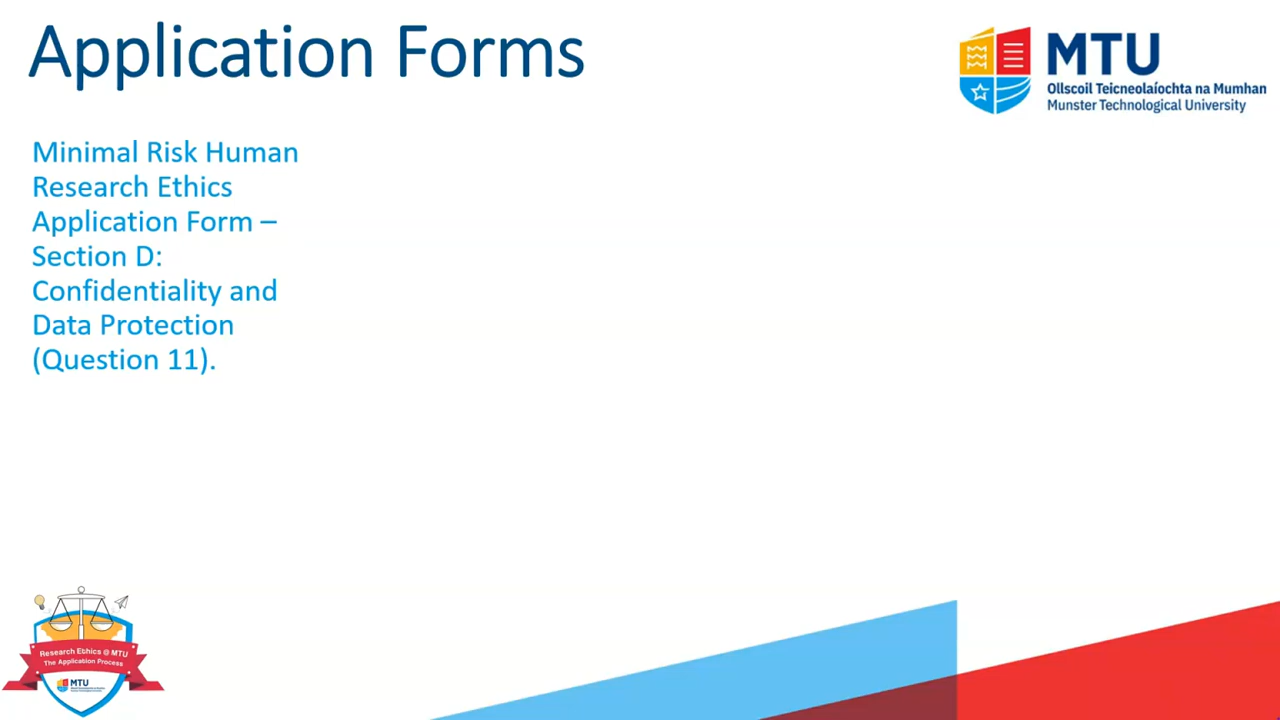 Application Forms
MTU
Ollscoil Teicneolaíochta na Mumhan
Munster Technological University
Minimal Risk Human
Research Ethics
Application Form –
Section D:
Confidentiality and
Data Protection
(Question 11).
Research Ethics @ MTU
The Application Process
MTU